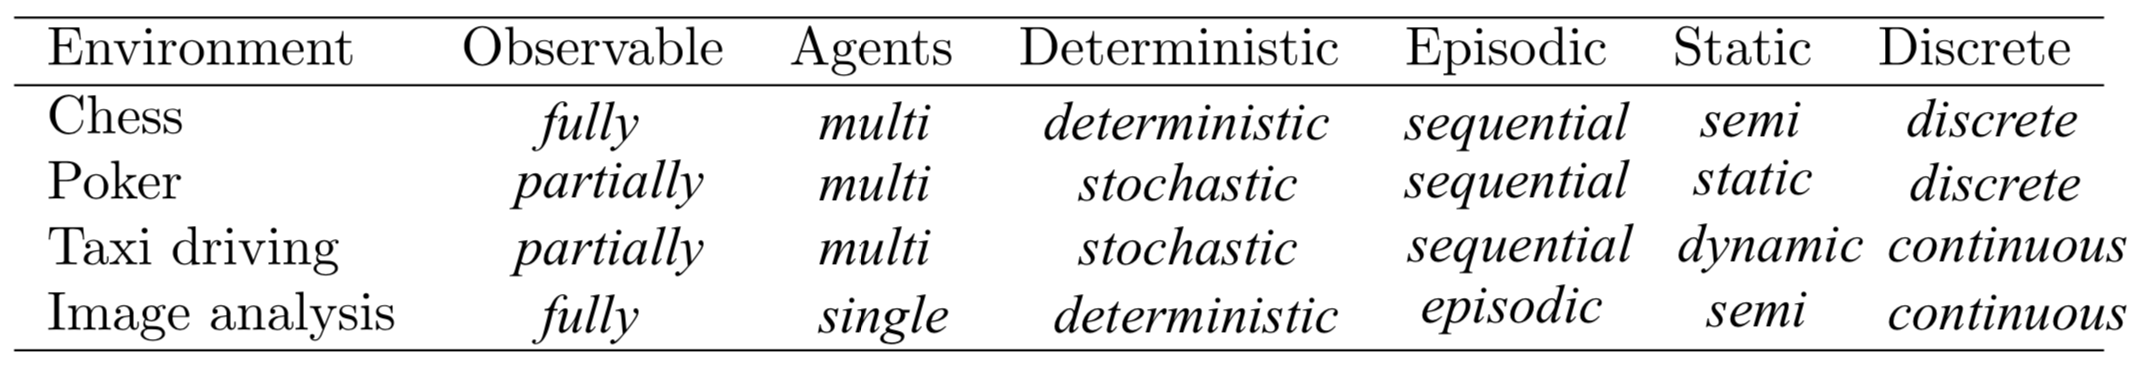 Environment Observable Agents Deterministic Episodic Static Discrete
Chess fully multi deterministic sequential semi discrete
Poker partially multi stochastic sequential static discrete
Taxi driving partially multi stochastic sequential dynamic continuous
Image analysis fully single deterministic episodic semi continuous